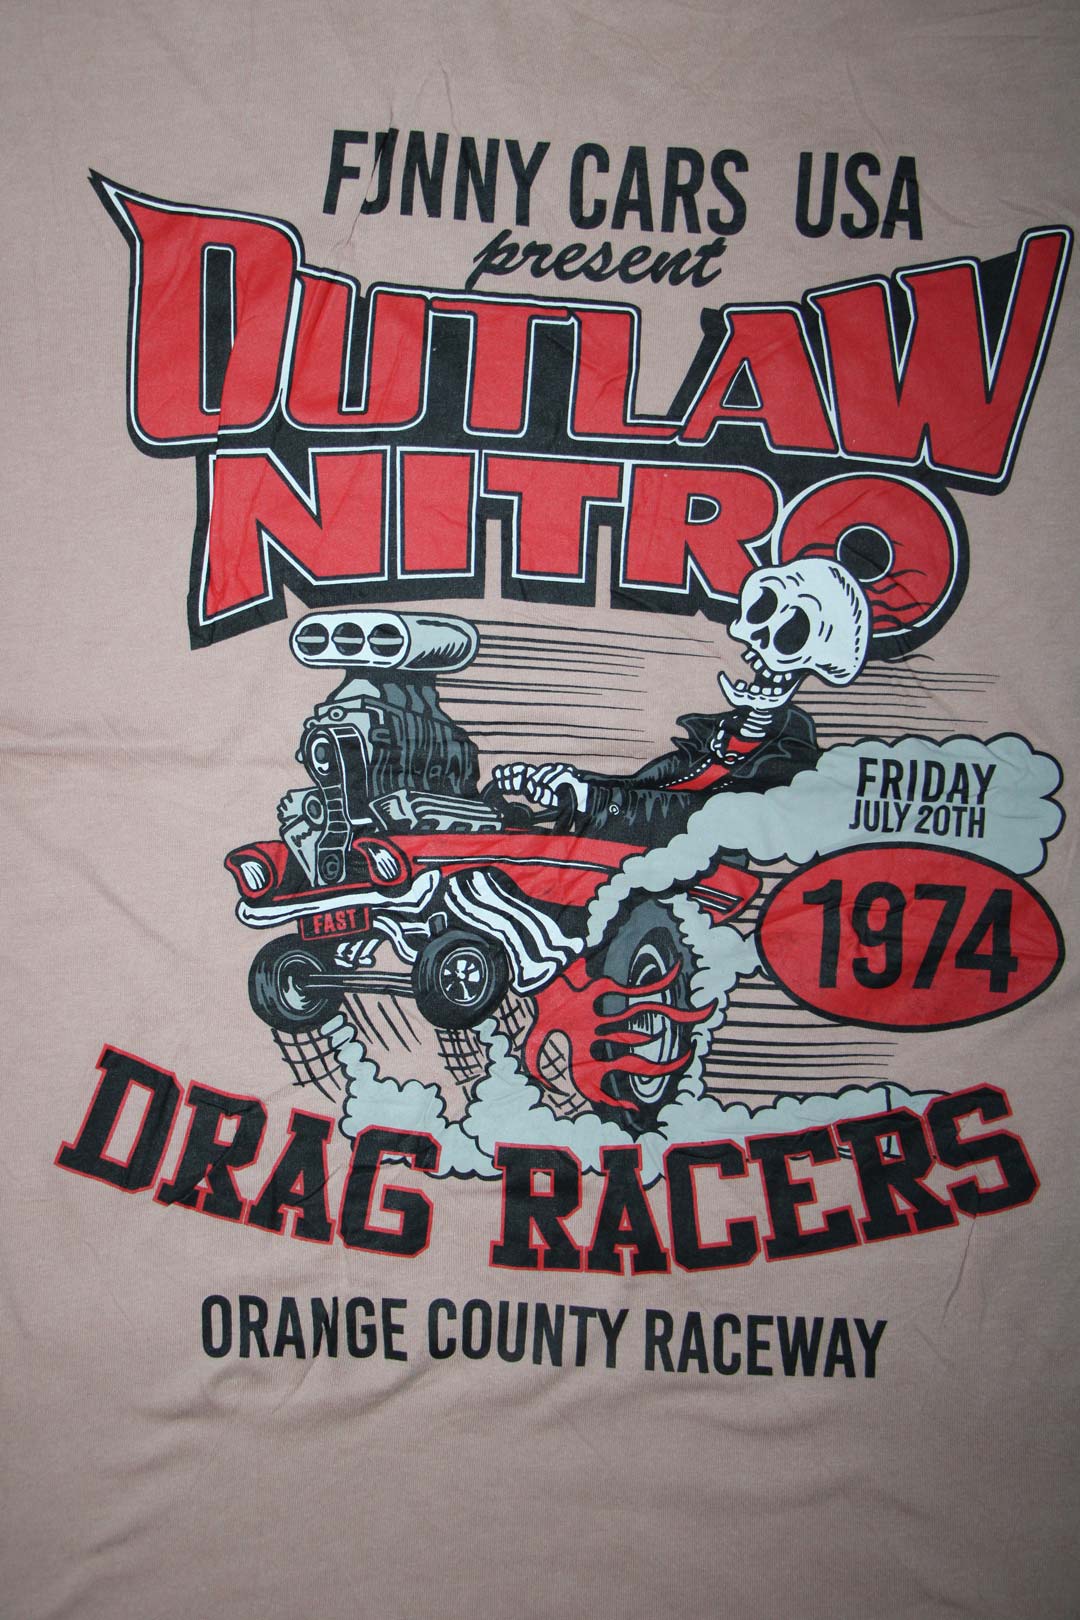 FUNNY CARS USA
present
OUTLAW
NITRO
FRIDAY
JULY 20TH
1974
FAST
DRAG RACERS
ORANGE COUNTY RACEWAY